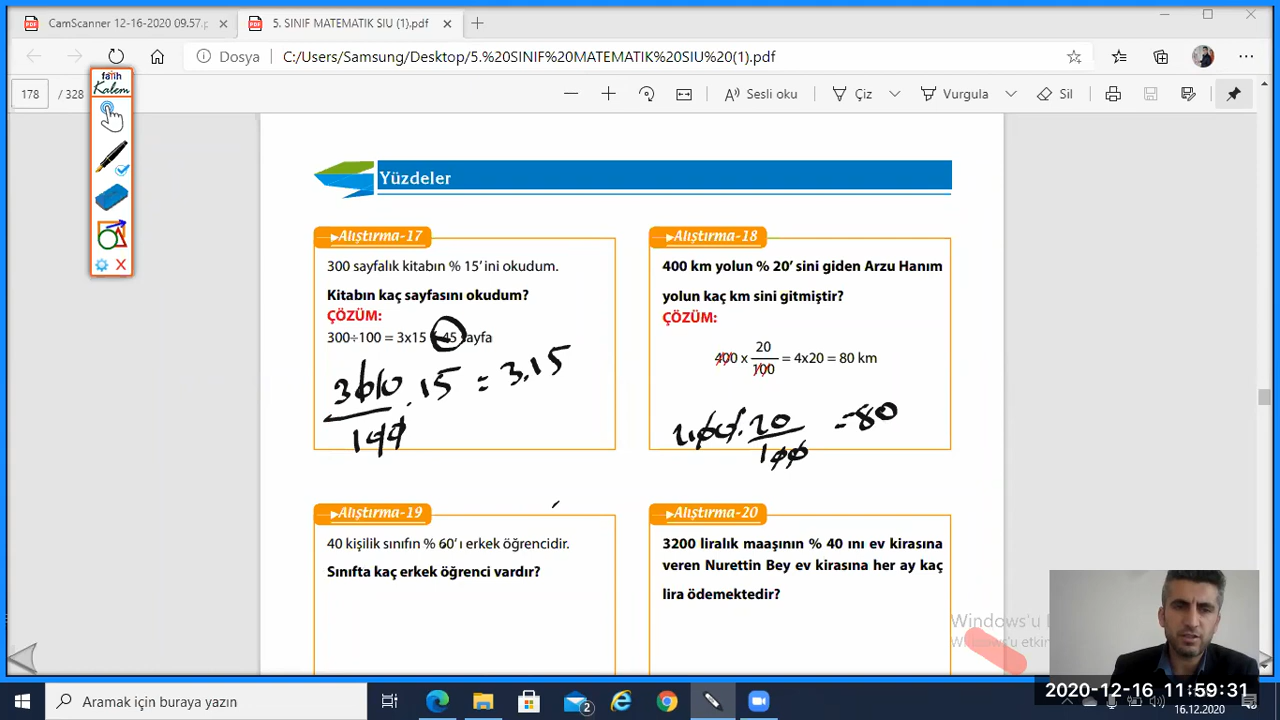 CamScanner 12-16-2020 09.57.p
5. SINIF MATEMATIK SIU (1).pdf
Dosya
C:/Users/Samsung/Desktop/5.%20SINIF%20MATEMATIK%20SIU%20(1).pdf
fatih
Kalem
178 / 328
Sesli oku
Çiz
Vurgula
Sil
Yüzdeler
Alıştırma-17
300 sayfalık kitabın % 15' ini okudum.
Kitabın kaç sayfasını okudum?
ÇÖZÜM:
300÷100 = 3x15 = 45 sayfa
300/100 . 15 = 3.15
Alıştırma-18
400 km yolun % 20' sini giden Arzu Hanım
yolun kaç km sini gitmiştir?
ÇÖZÜM:
400 x 20/100 = 4x20 = 80 km
20/100 = 80
Alıştırma-19
40 kişilik sınıfın % 60' ı erkek öğrencidir.
Sınıfta kaç erkek öğrenci vardır?
Alıştırma-20
3200 liralık maaşının % 40 ını ev kirasına
veren Nurettin Bey ev kirasına her ay kaç
lira ödemektedir?
Windows'u
Windows'u etkin
Aramak için buraya yazın
2
2020-12-16 11:59:31
16.12.2020